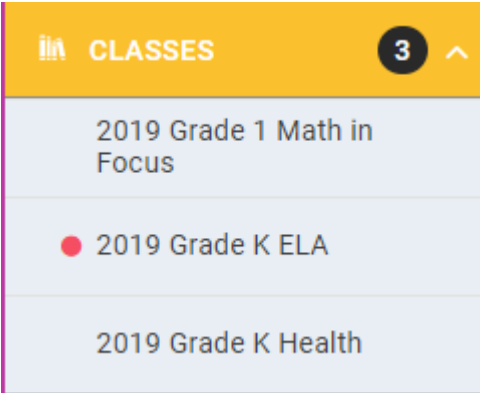 CLASSES 3
2019 Grade 1 Math in
Focus
2019 Grade K ELA
2019 Grade K Health